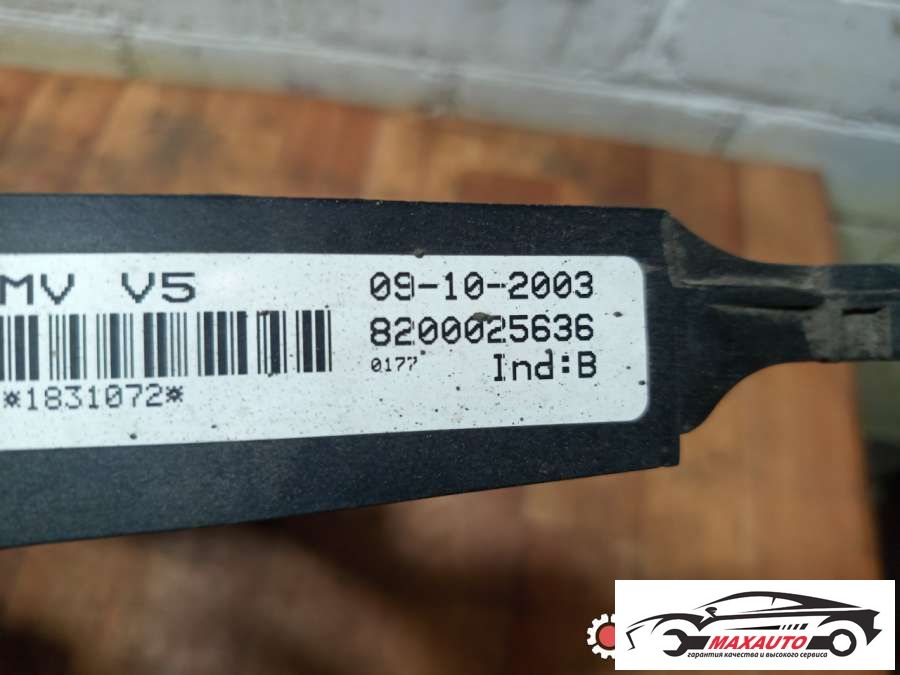 MV V5
09-10-2003
8200025636
0177
Ind:B
*1831072*
MAXAUTO
гарантия качества и высокого сервиса